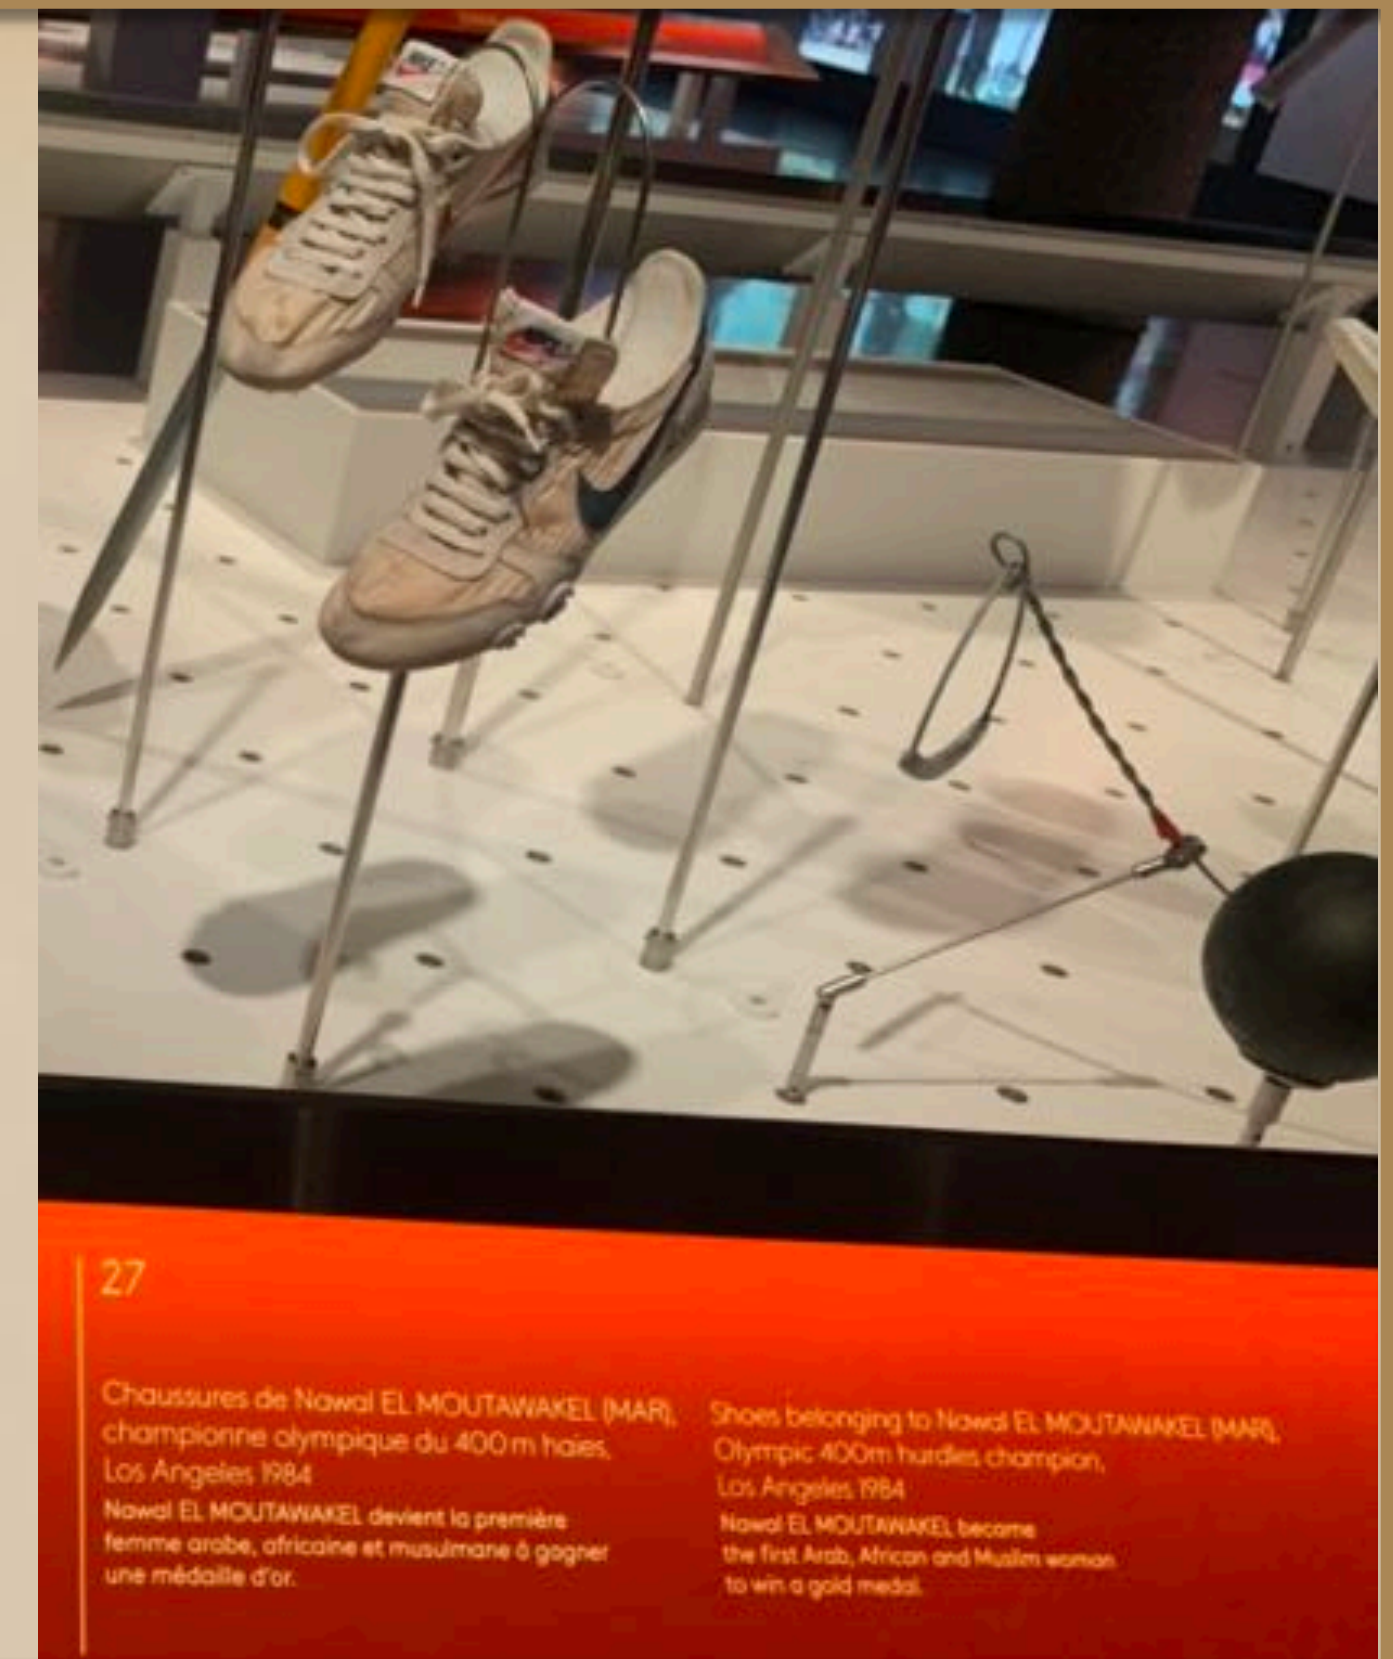 NIKE
27
Chaussures de Nawal EL MOUTAWAKEL (MAR),
championne olympique du 400 m haies,
Los Angeles 1984
Nawal EL MOUTAWAKEL devient la première
femme arabe, africaine et musulmane à gagner
une médaille d'or.
Shoes belonging to Nawal EL MOUTAWAKEL (MAR),
Olympic 400m hurdles champion,
Los Angeles 1984
Nawal EL MOUTAWAKEL became
the first Arab, African and Muslim woman
to win a gold medal.